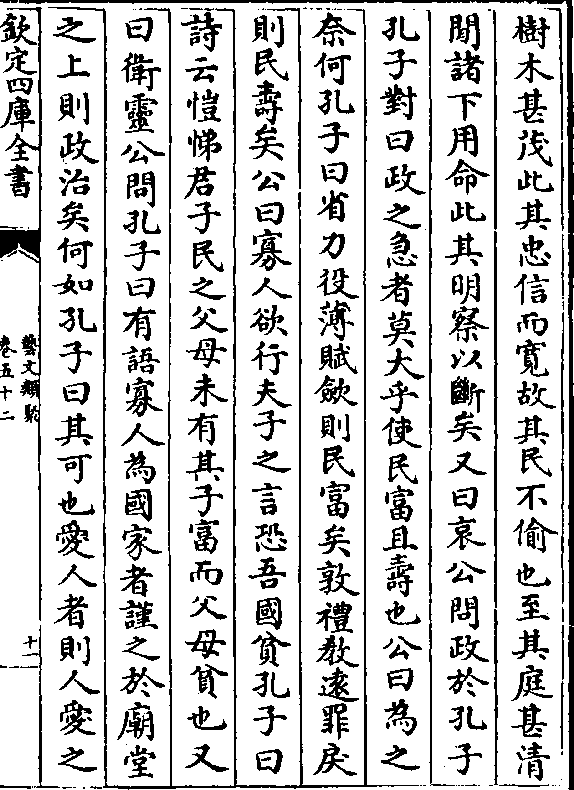 樹木甚茂此其忠信而寛故其民不偷也至其庭甚清
閒諸下用命此其明察以斷矣又曰哀公問政於孔子
孔子對曰政之急者莫大乎使民富且壽也公曰為之
奈何孔子曰省力役薄賦斂則民富矣敦禮教逺罪戾
則民壽矣公曰寡人欲行夫子之言恐吾國貧孔子曰
詩云愷悌君子民之父母未有其子富而父母貧也又
曰衛靈公問孔子曰有語寡人為國家者謹之於廟堂
之上則政治矣何如孔子曰其可也愛人者則人愛之
欽定四庫全書
藝文類聚
卷五十二
十一